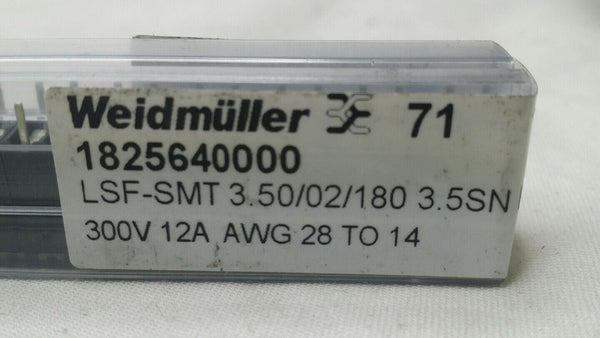 Weidmüller 71
1825640000
LSF-SMT 3.50/02/180 3.5SN
300V 12A AWG 28 TO 14